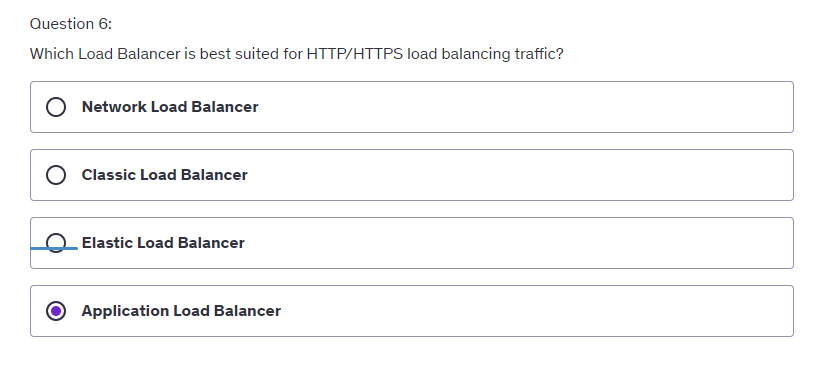 Question 6:
Which Load Balancer is best suited for HTTP/HTTPS load balancing traffic?
Network Load Balancer
Classic Load Balancer
Elastic Load Balancer
Application Load Balancer